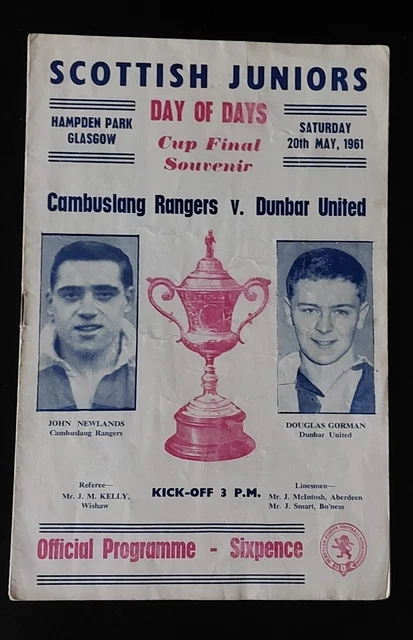 SCOTTISH JUNIORS
HAMPDEN PARK
GLASGOW
DAY OF DAYS
Cup Final
Souvenir
SATURDAY
20th MAY, 1961
Cambuslang Rangers v. Dunbar United
JOHN NEWLANDS
Cambuslang Rangers
DOUGLAS GORMAN
Dunbar United
Referee—
Mr. J. M. KELLY,
Wishaw
KICK-OFF 3 P.M.
Linesmen—
Mr. J. McIntosh, Aberdeen
Mr. J. Smart, Bo'ness
Official Programme - Sixpence